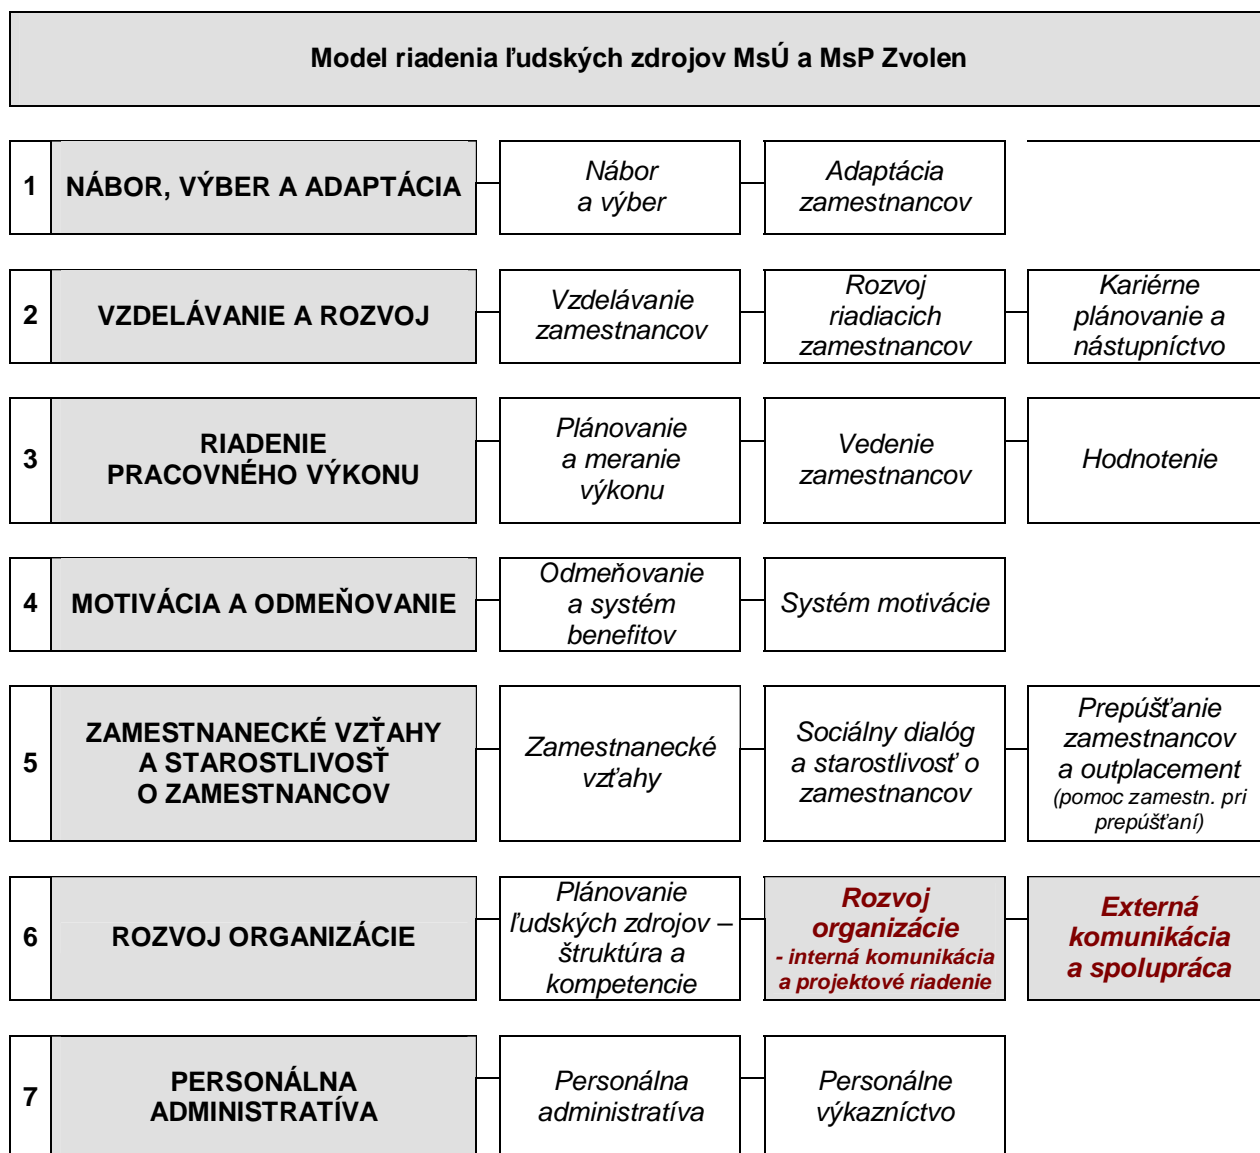 Model riadenia ľudských zdrojov MsÚ a MsP Zvolen
1
NÁBOR, VÝBER A ADAPTÁCIA
Nábor
a výber
Adaptácia
zamestnancov
2
VZDELÁVANIE A ROZVOJ
Vzdelávanie
zamestnancov
Rozvoj
riadiacich
zamestnancov
Kariérne
plánovanie a
nástupníctvo
3
RIADENIE
PRACOVNÉHO VÝKONU
Plánovanie
a meranie
výkonu
Vedenie
zamestnancov
Hodnotenie
4
MOTIVÁCIA A ODMEŇOVANIE
Odmeňovanie
a systém
benefitov
Systém motivácie
5
ZAMESTNANECKÉ VZŤAHY
A STAROSTLIVOSŤ
O ZAMESTNANCOV
Zamestnanecké
vzťahy
Sociálny dialóg
a starostlivosť o
zamestnancov
Prepúšťanie
zamestnancov
a outplacement
(pomoc zamestn. pri
prepúšťaní)
6
ROZVOJ ORGANIZÁCIE
Plánovanie
ľudských zdrojov –
štruktúra a
kompetencie
Rozvoj
organizácie
- interná komunikácia
a projektové riadenie
Externá
komunikácia
a spolupráca
7
PERSONÁLNA
ADMINISTRATÍVA
Personálna
administratíva
Personálne
výkazníctvo